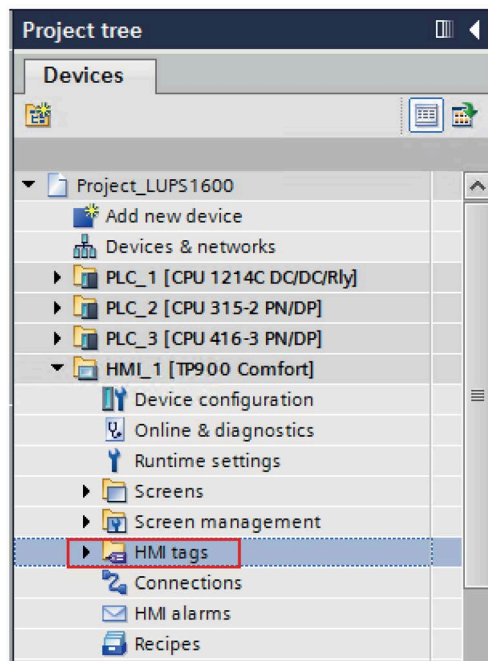 Project tree
Devices
Project_LUPS1600
Add new device
Devices & networks
PLC_1 [CPU 1214C DC/DC/Rly]
PLC_2 [CPU 315-2 PN/DP]
PLC_3 [CPU 416-3 PN/DP]
HMI_1 [TP900 Comfort]
Device configuration
Online & diagnostics
Runtime settings
Screens
Screen management
HMI tags
Connections
HMI alarms
Recipes